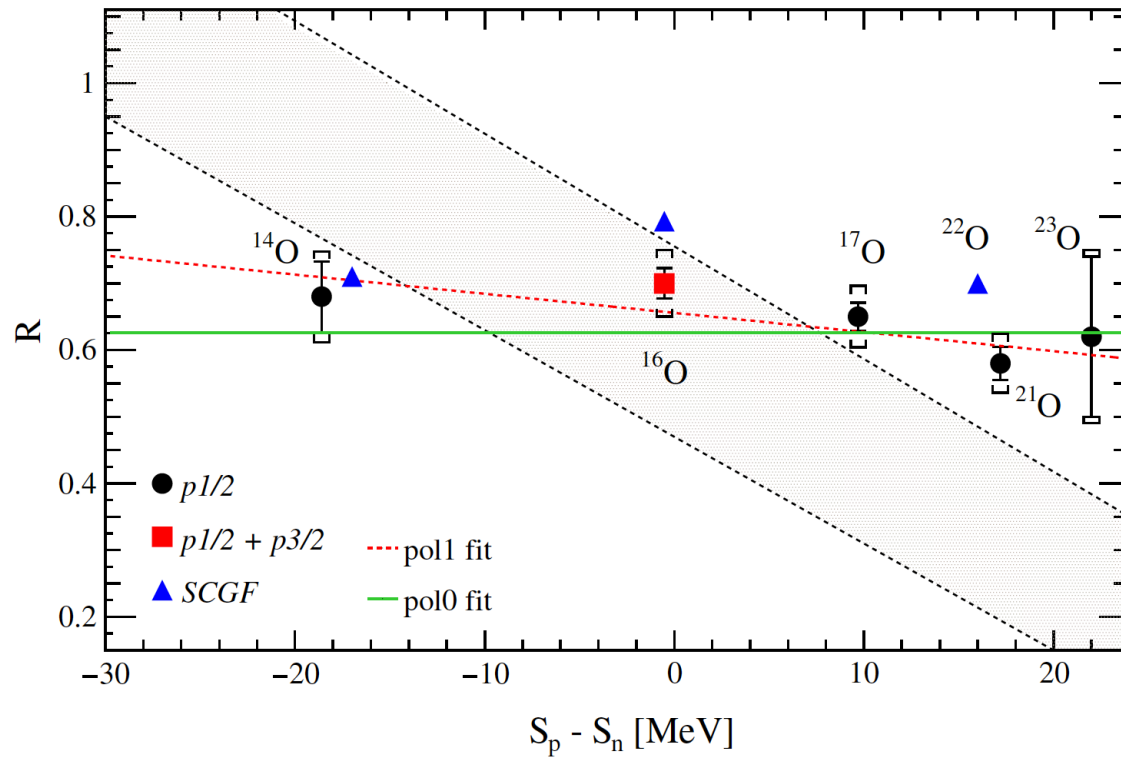 1
0.8
0.6
0.4
0.2
R
¹⁴O
¹⁶O
¹⁷O
²²O
²³O
²¹O
p1/2
p1/2 + p3/2
SCGF
pol1 fit
pol0 fit
−30
−20
−10
0
10
20
Sₚ - Sₙ [MeV]